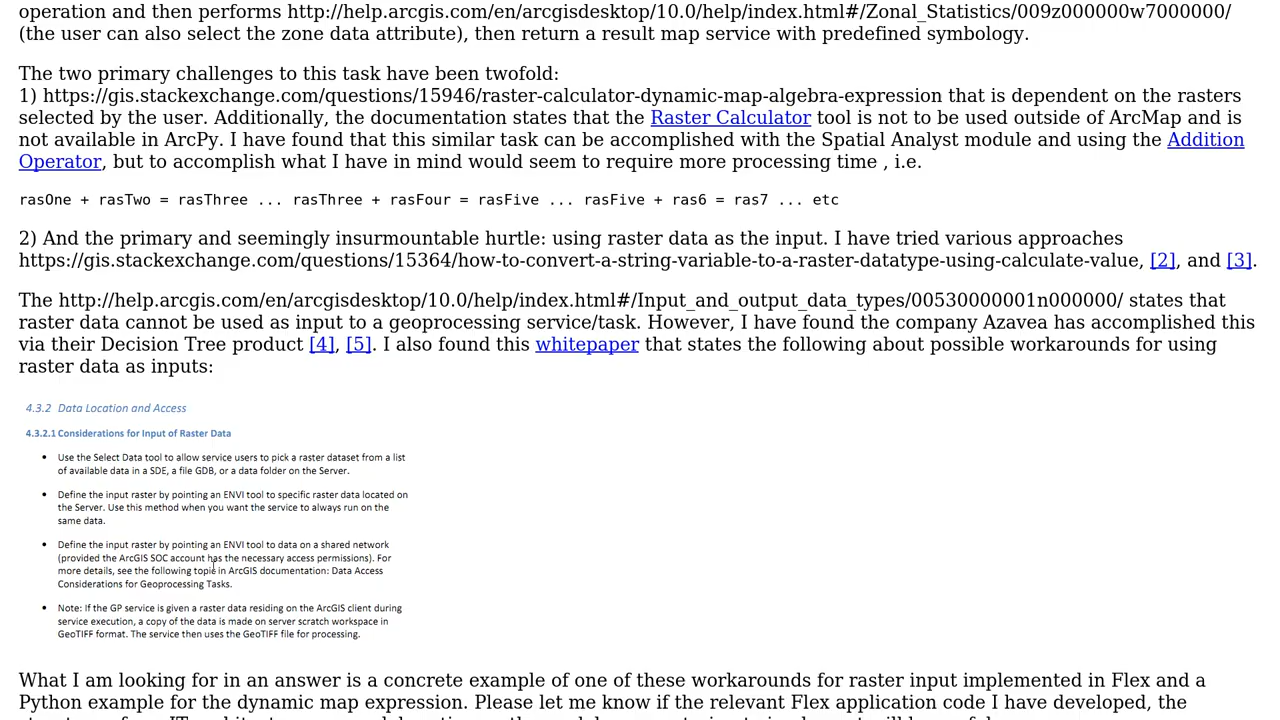 operation and then performs http://help.arcgis.com/en/arcgisdesktop/10.0/help/index.html#/Zonal_Statistics/009z000000w7000000/
(the user can also select the zone data attribute), then return a result map service with predefined symbology.
The two primary challenges to this task have been twofold:
1) https://gis.stackexchange.com/questions/15946/raster-calculator-dynamic-map-algebra-expression that is dependent on the rasters
selected by the user. Additionally, the documentation states that the Raster Calculator tool is not to be used outside of ArcMap and is
not available in ArcPy. I have found that this similar task can be accomplished with the Spatial Analyst module and using the Addition
Operator, but to accomplish what I have in mind would seem to require more processing time , i.e.
rasOne + rasTwo = rasThree ... rasThree + rasFour = rasFive ... rasFive + ras6 = ras7 ... etc
2) And the primary and seemingly insurmountable hurtle: using raster data as the input. I have tried various approaches
https://gis.stackexchange.com/questions/15364/how-to-convert-a-string-variable-to-a-raster-datatype-using-calculate-value, [2], and [3].
The http://help.arcgis.com/en/arcgisdesktop/10.0/help/index.html#/Input_and_output_data_types/00530000001n000000/ states that
raster data cannot be used as input to a geoprocessing service/task. However, I have found the company Azavea has accomplished this
via their Decision Tree product [4], [5]. I also found this whitepaper that states the following about possible workarounds for using
raster data as inputs:
4.3.2 Data Location and Access
4.3.2.1 Considerations for Input of Raster Data
• Use the Select Data tool to allow service users to pick a raster dataset from a list
of available data in a SDE, a file GDB, or a data folder on the Server.
• Define the input raster by pointing an ENVI tool to specific raster data located on
the Server. Use this method when you want the service to always run on the
same data.
• Define the input raster by pointing an ENVI tool to data on a shared network
(provided the ArcGIS SOC account has the necessary access permissions). For
more details, see the following topic in ArcGIS documentation: Data Access
Considerations for Geoprocessing Tasks.
• Note: If the GP service is given a raster data residing on the ArcGIS client during
service execution, a copy of the data is made on server scratch workspace in
GeoTIFF format. The service then uses the GeoTIFF file for processing.
What I am looking for in an answer is a concrete example of one of these workarounds for raster input implemented in Flex and a
Python example for the dynamic map expression. Please let me know if the relevant Flex application code I have developed, the